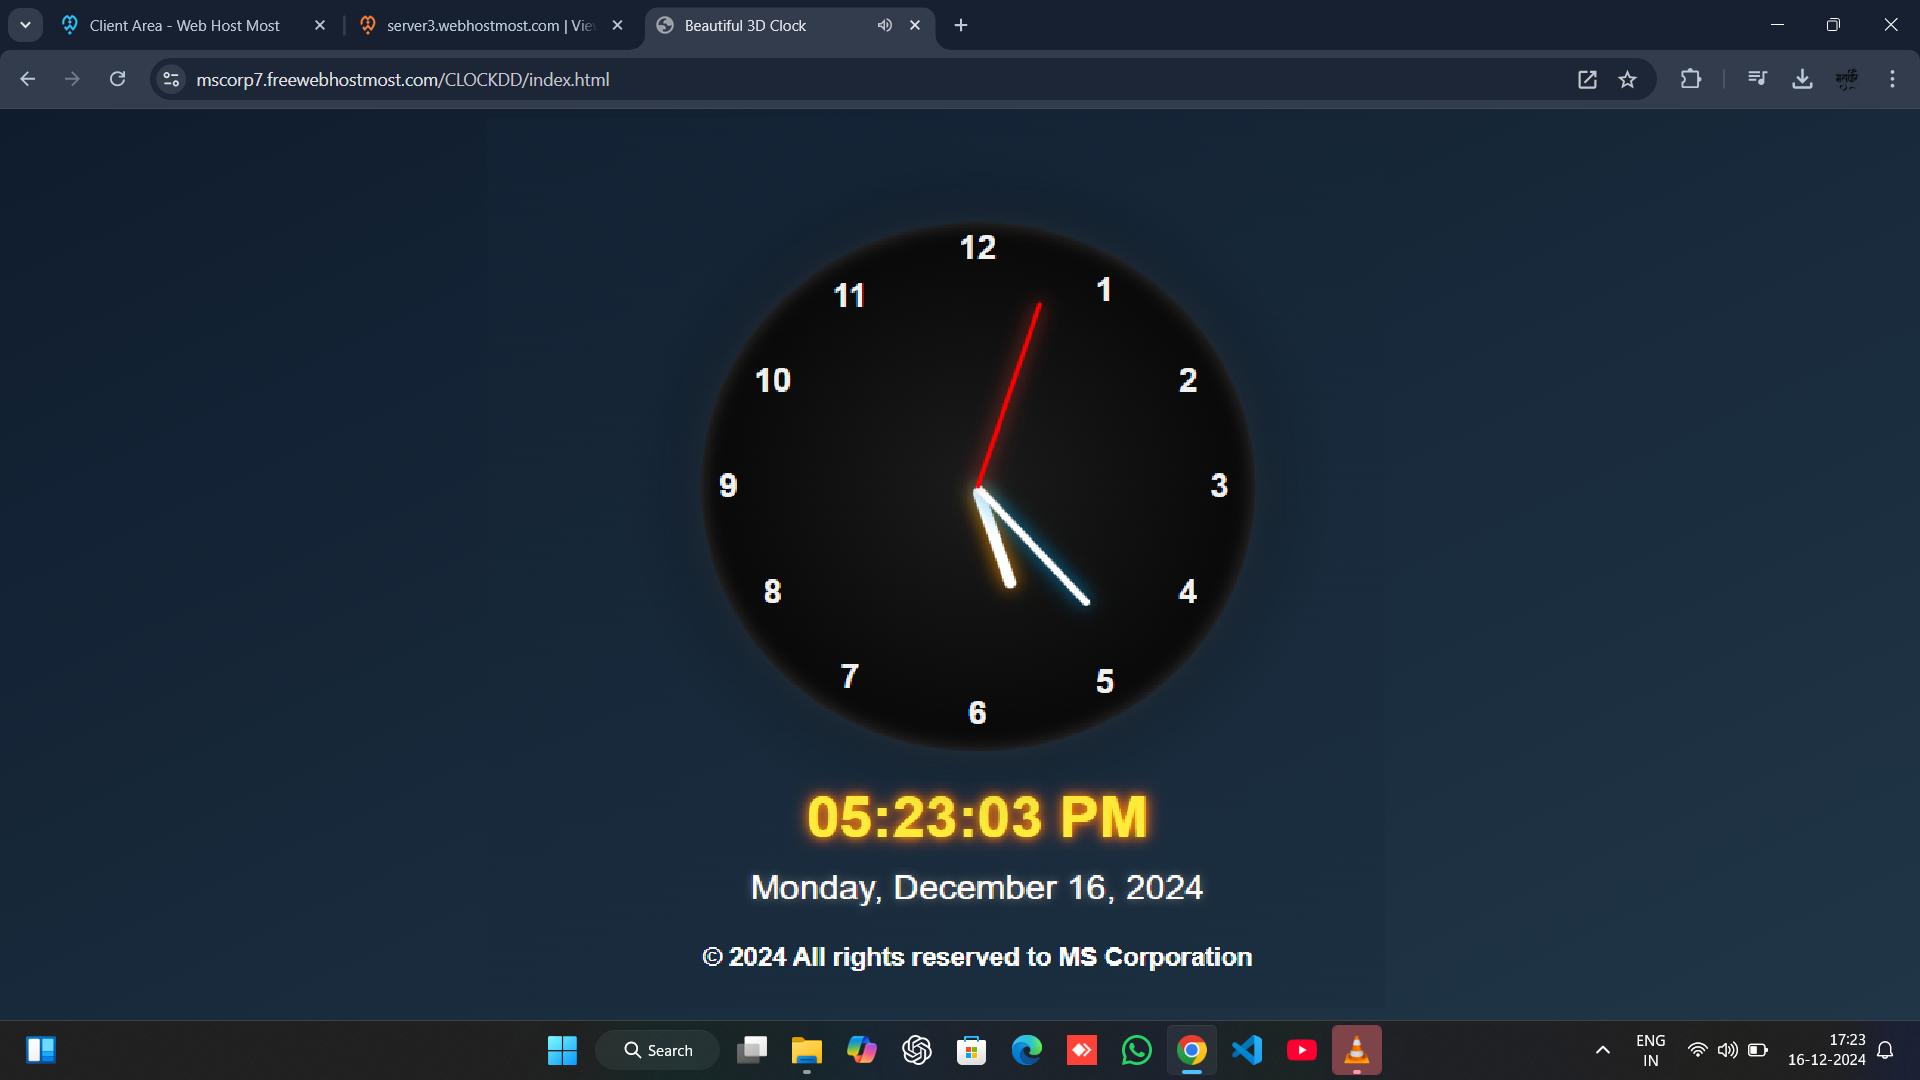 Client Area - Web Host Most
server3.webhostmost.com | Vie
Beautiful 3D Clock
mscorp7.freewebhostmost.com/CLOCKDD/index.html
12
11
1
10
2
9
3
8
4
7
5
6
05:23:03 PM
Monday, December 16, 2024
© 2024 All rights reserved to MS Corporation
Search
ENG
IN
17:23
16-12-2024